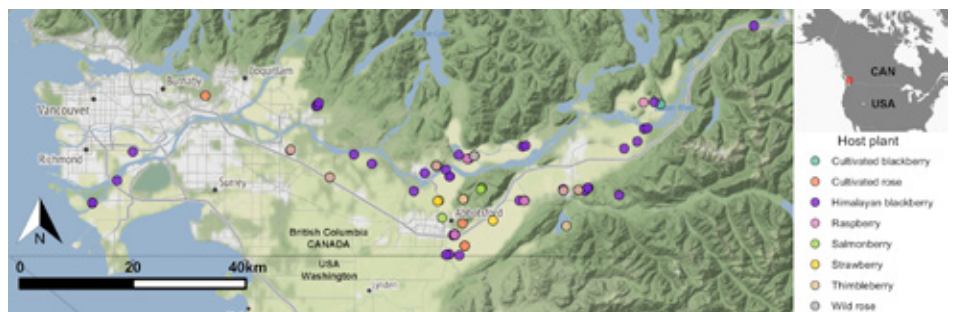 Burnaby
Coquitlam
Vancouver
Richmond
Surrey
Abbotsford
British Columbia
CANADA
USA
Washington
Lynden
N
0 20 40km
CAN
USA
Host plant
Cultivated blackberry
Cultivated rose
Himalayan blackberry
Raspberry
Salmonberry
Strawberry
Thimbleberry
Wild rose